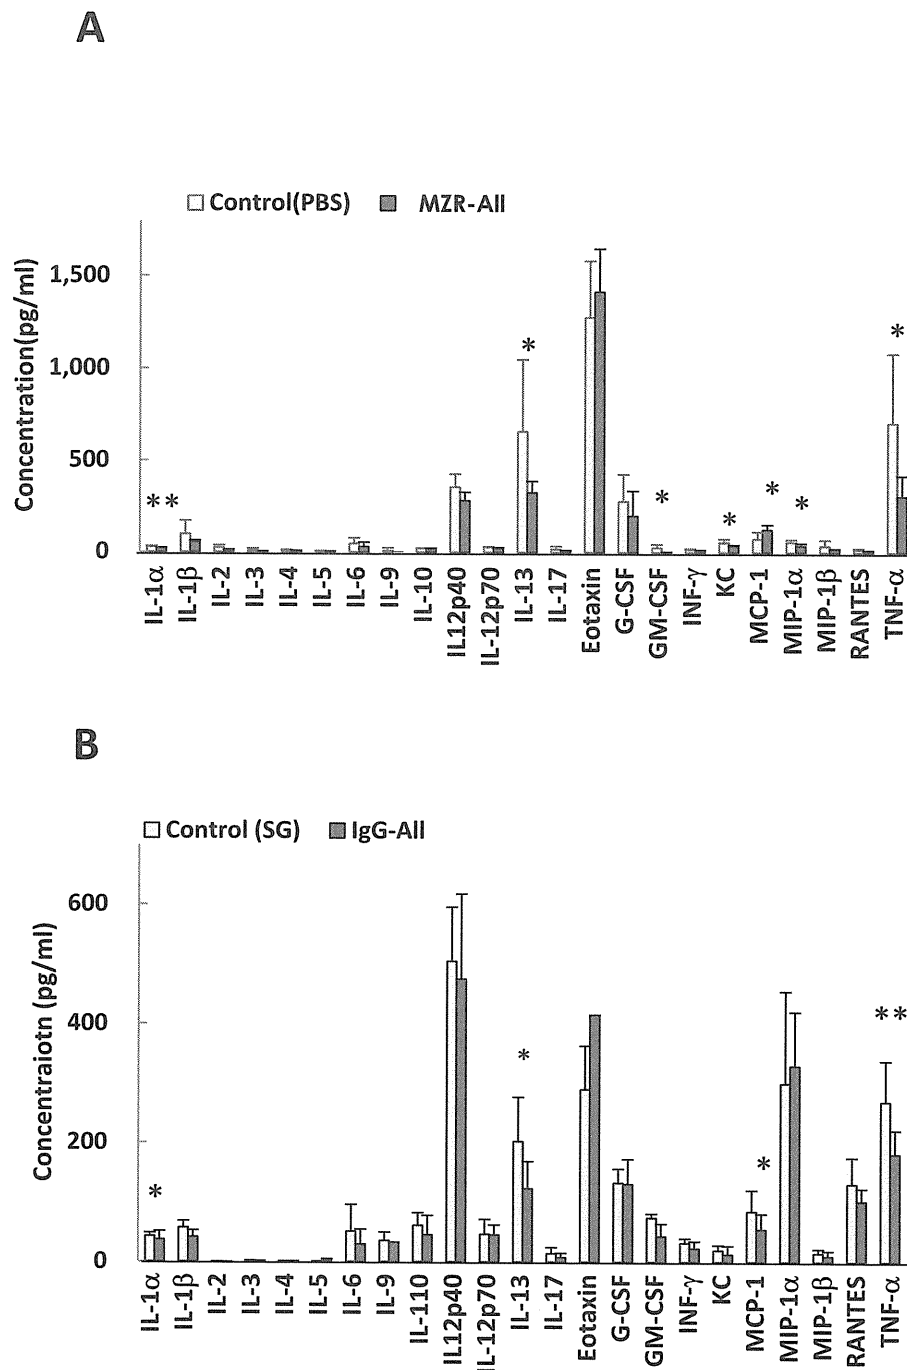 A
Control(PBS) MZR-All
Concentration(pg/ml)
1,500
1,000
500
0
* *
*
*
*
*
*
*
IL-1α
IL-1β
IL-2
IL-3
IL-4
IL-5
IL-6
IL-9
IL-10
IL12p40
IL-12p70
IL-13
IL-17
Eotaxin
G-CSF
GM-CSF
INF-γ
KC
MCP-1
MIP-1α
MIP-1β
RANTES
TNF-α
B
Control (SG) IgG-All
Concentraiotn (pg/ml)
600
400
200
0
*
*
*
**
IL-1α
IL-1β
IL-2
IL-3
IL-4
IL-5
IL-6
IL-9
IL-110
IL12p40
IL-12p70
IL-13
IL-17
Eotaxin
G-CSF
GM-CSF
INF-γ
KC
MCP-1
MIP-1α
MIP-1β
RANTES
TNF-α